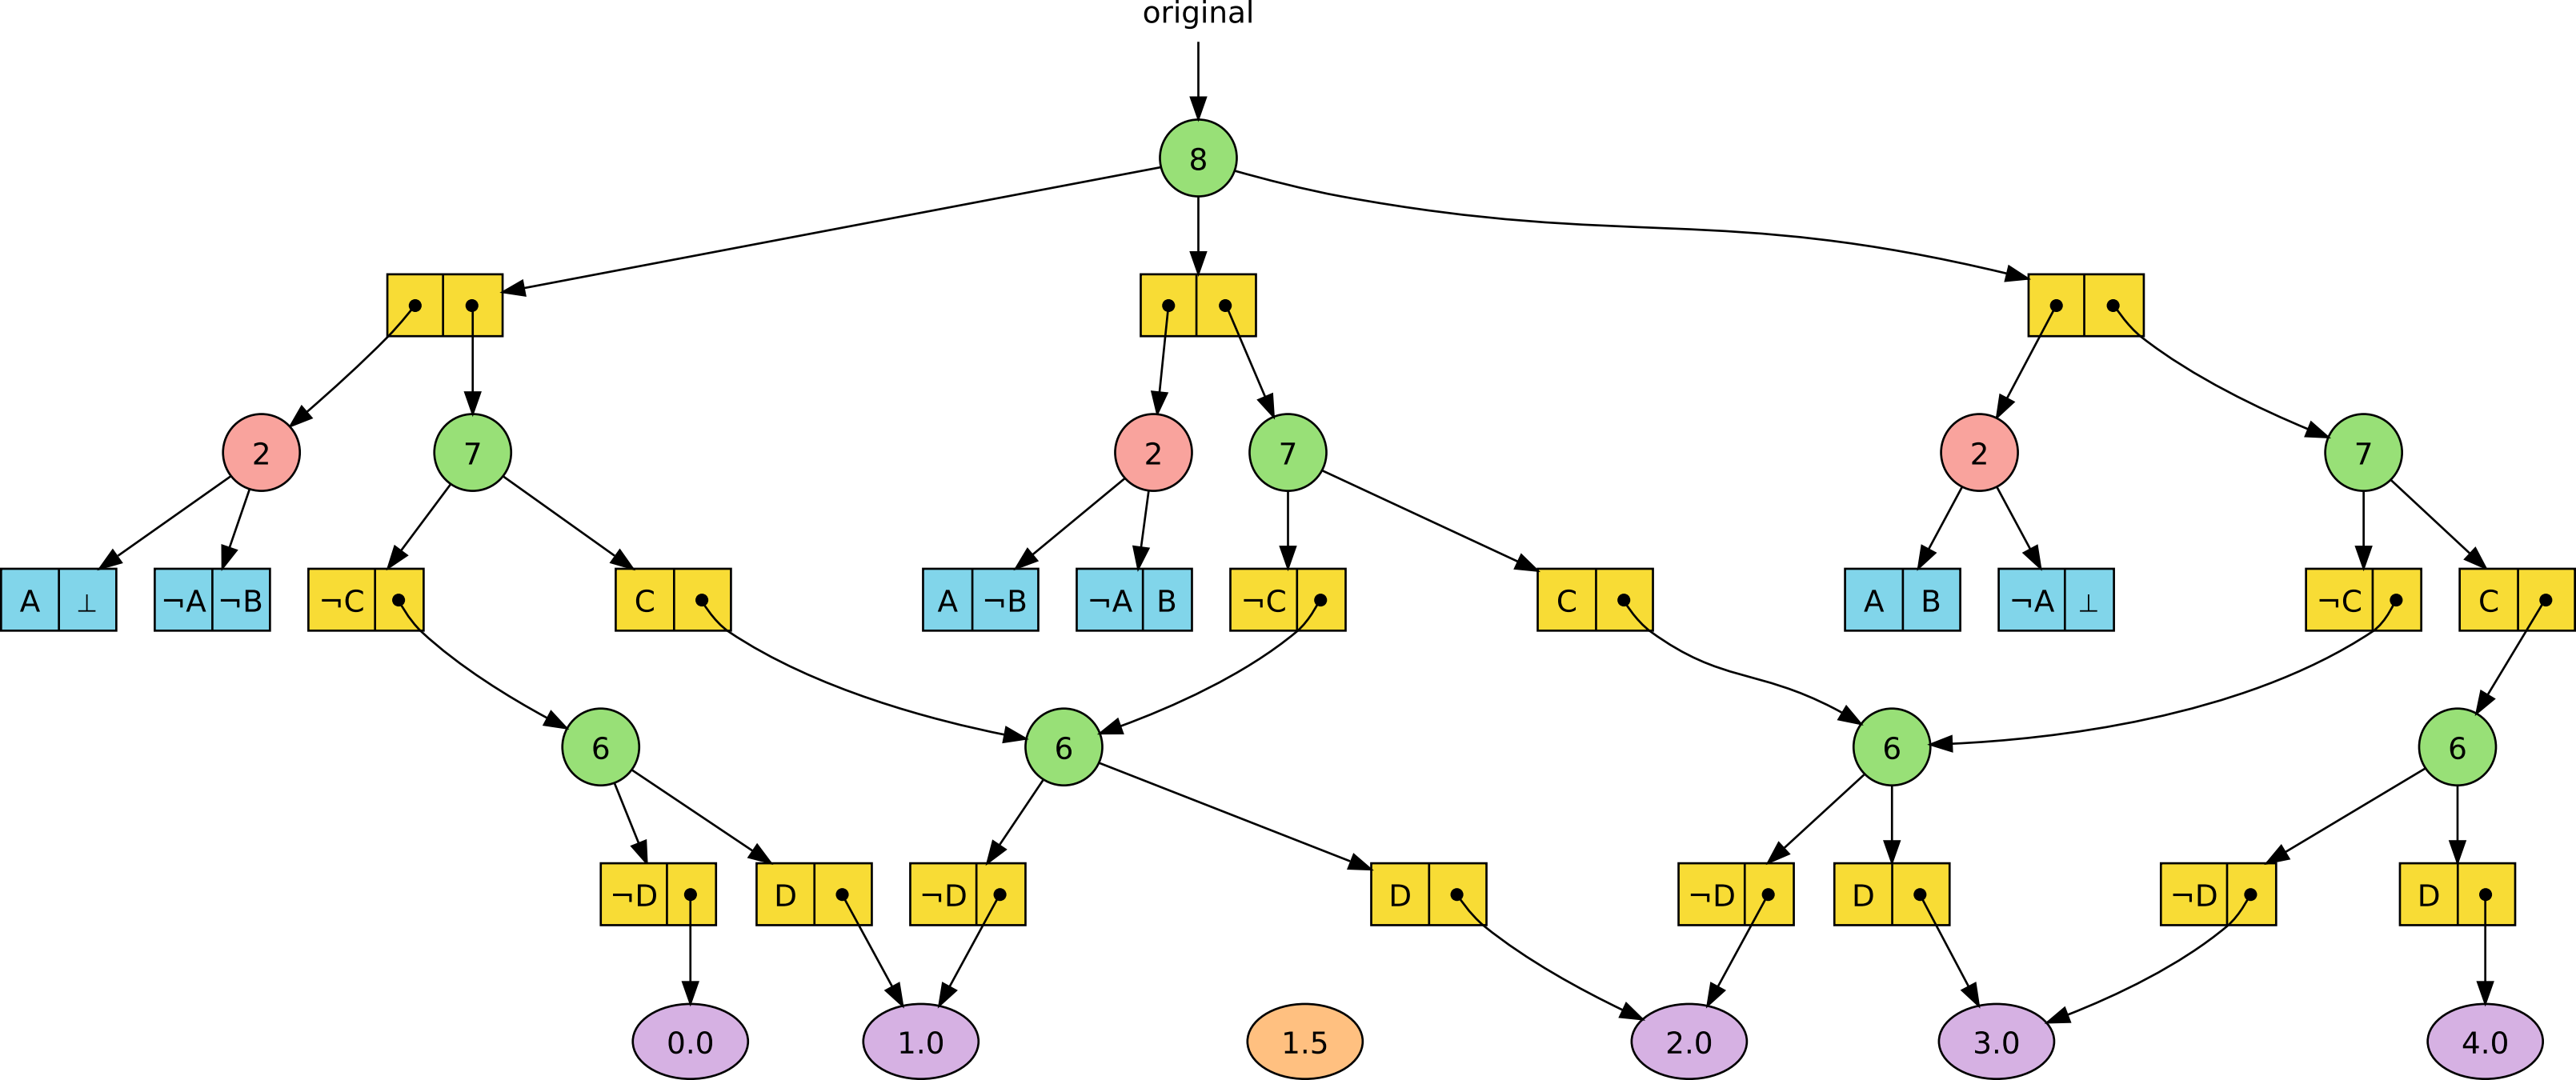 original
8
2 7 2 7 2 7
A ⊥ ¬A ¬B ¬C C A ¬B ¬A B ¬C C A B ¬A ⊥ ¬C C
6 6 6 6
¬D D ¬D D ¬D D ¬D D
0.0 1.0 1.5 2.0 3.0 4.0